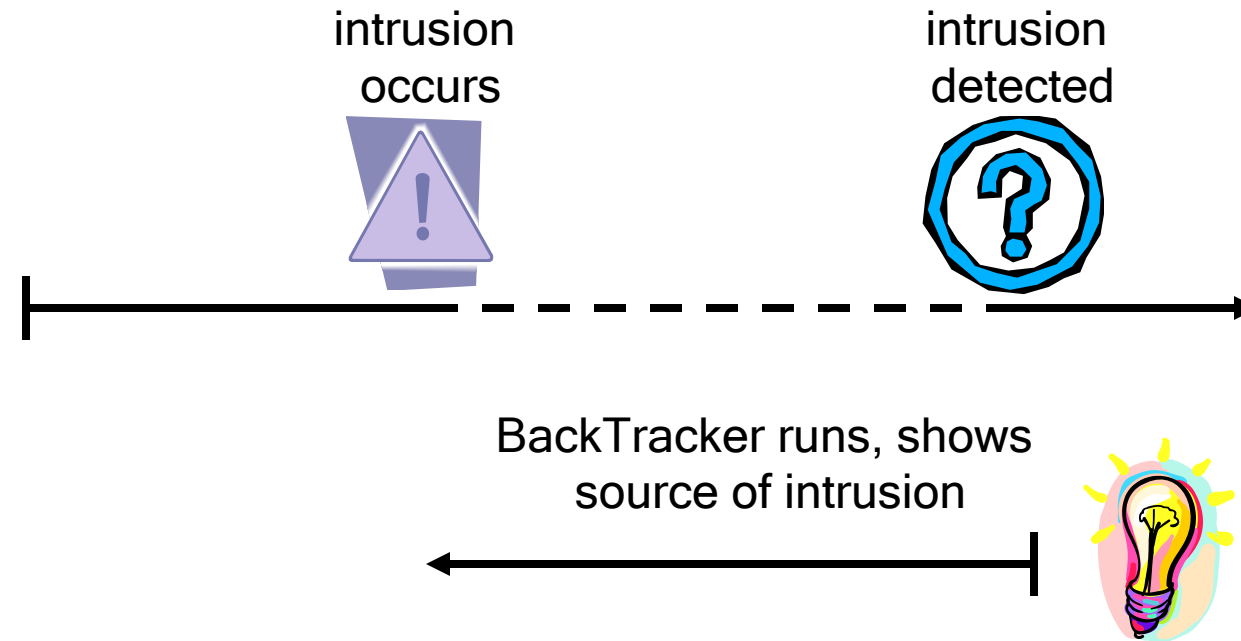 intrusion
occurs
intrusion
detected
!
?
BackTracker runs, shows
source of intrusion